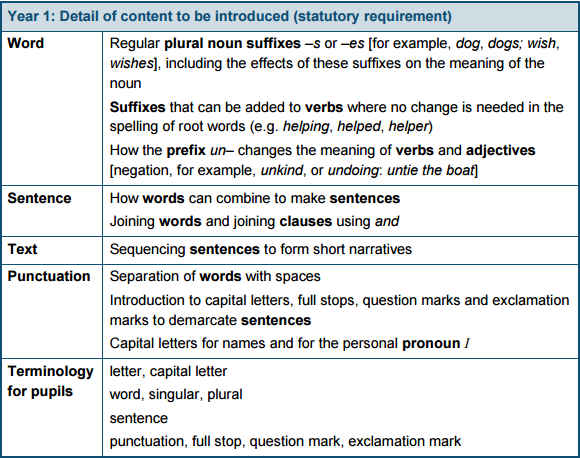 Year 1: Detail of content to be introduced (statutory requirement)
Word
Regular plural noun suffixes –s or –es [for example, dog, dogs; wish,
wishes], including the effects of these suffixes on the meaning of the
noun
Suffixes that can be added to verbs where no change is needed in the
spelling of root words (e.g. helping, helped, helper)
How the prefix un– changes the meaning of verbs and adjectives
[negation, for example, unkind, or undoing: untie the boat]
Sentence
How words can combine to make sentences
Joining words and joining clauses using and
Text
Sequencing sentences to form short narratives
Punctuation
Separation of words with spaces
Introduction to capital letters, full stops, question marks and exclamation
marks to demarcate sentences
Capital letters for names and for the personal pronoun I
Terminology
for pupils
letter, capital letter
word, singular, plural
sentence
punctuation, full stop, question mark, exclamation mark